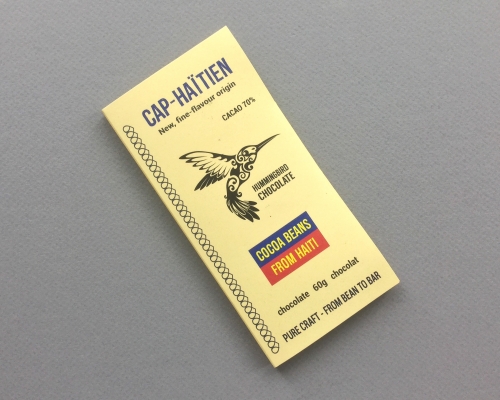 CAP-HAÏTIEN
New, fine-flavour origin
CACAO 70%
HUMMINGBIRD
CHOCOLATE
COCOA BEANS
FROM HAITI
chocolate 60g chocolat
PURE CRAFT - FROM BEAN TO BAR